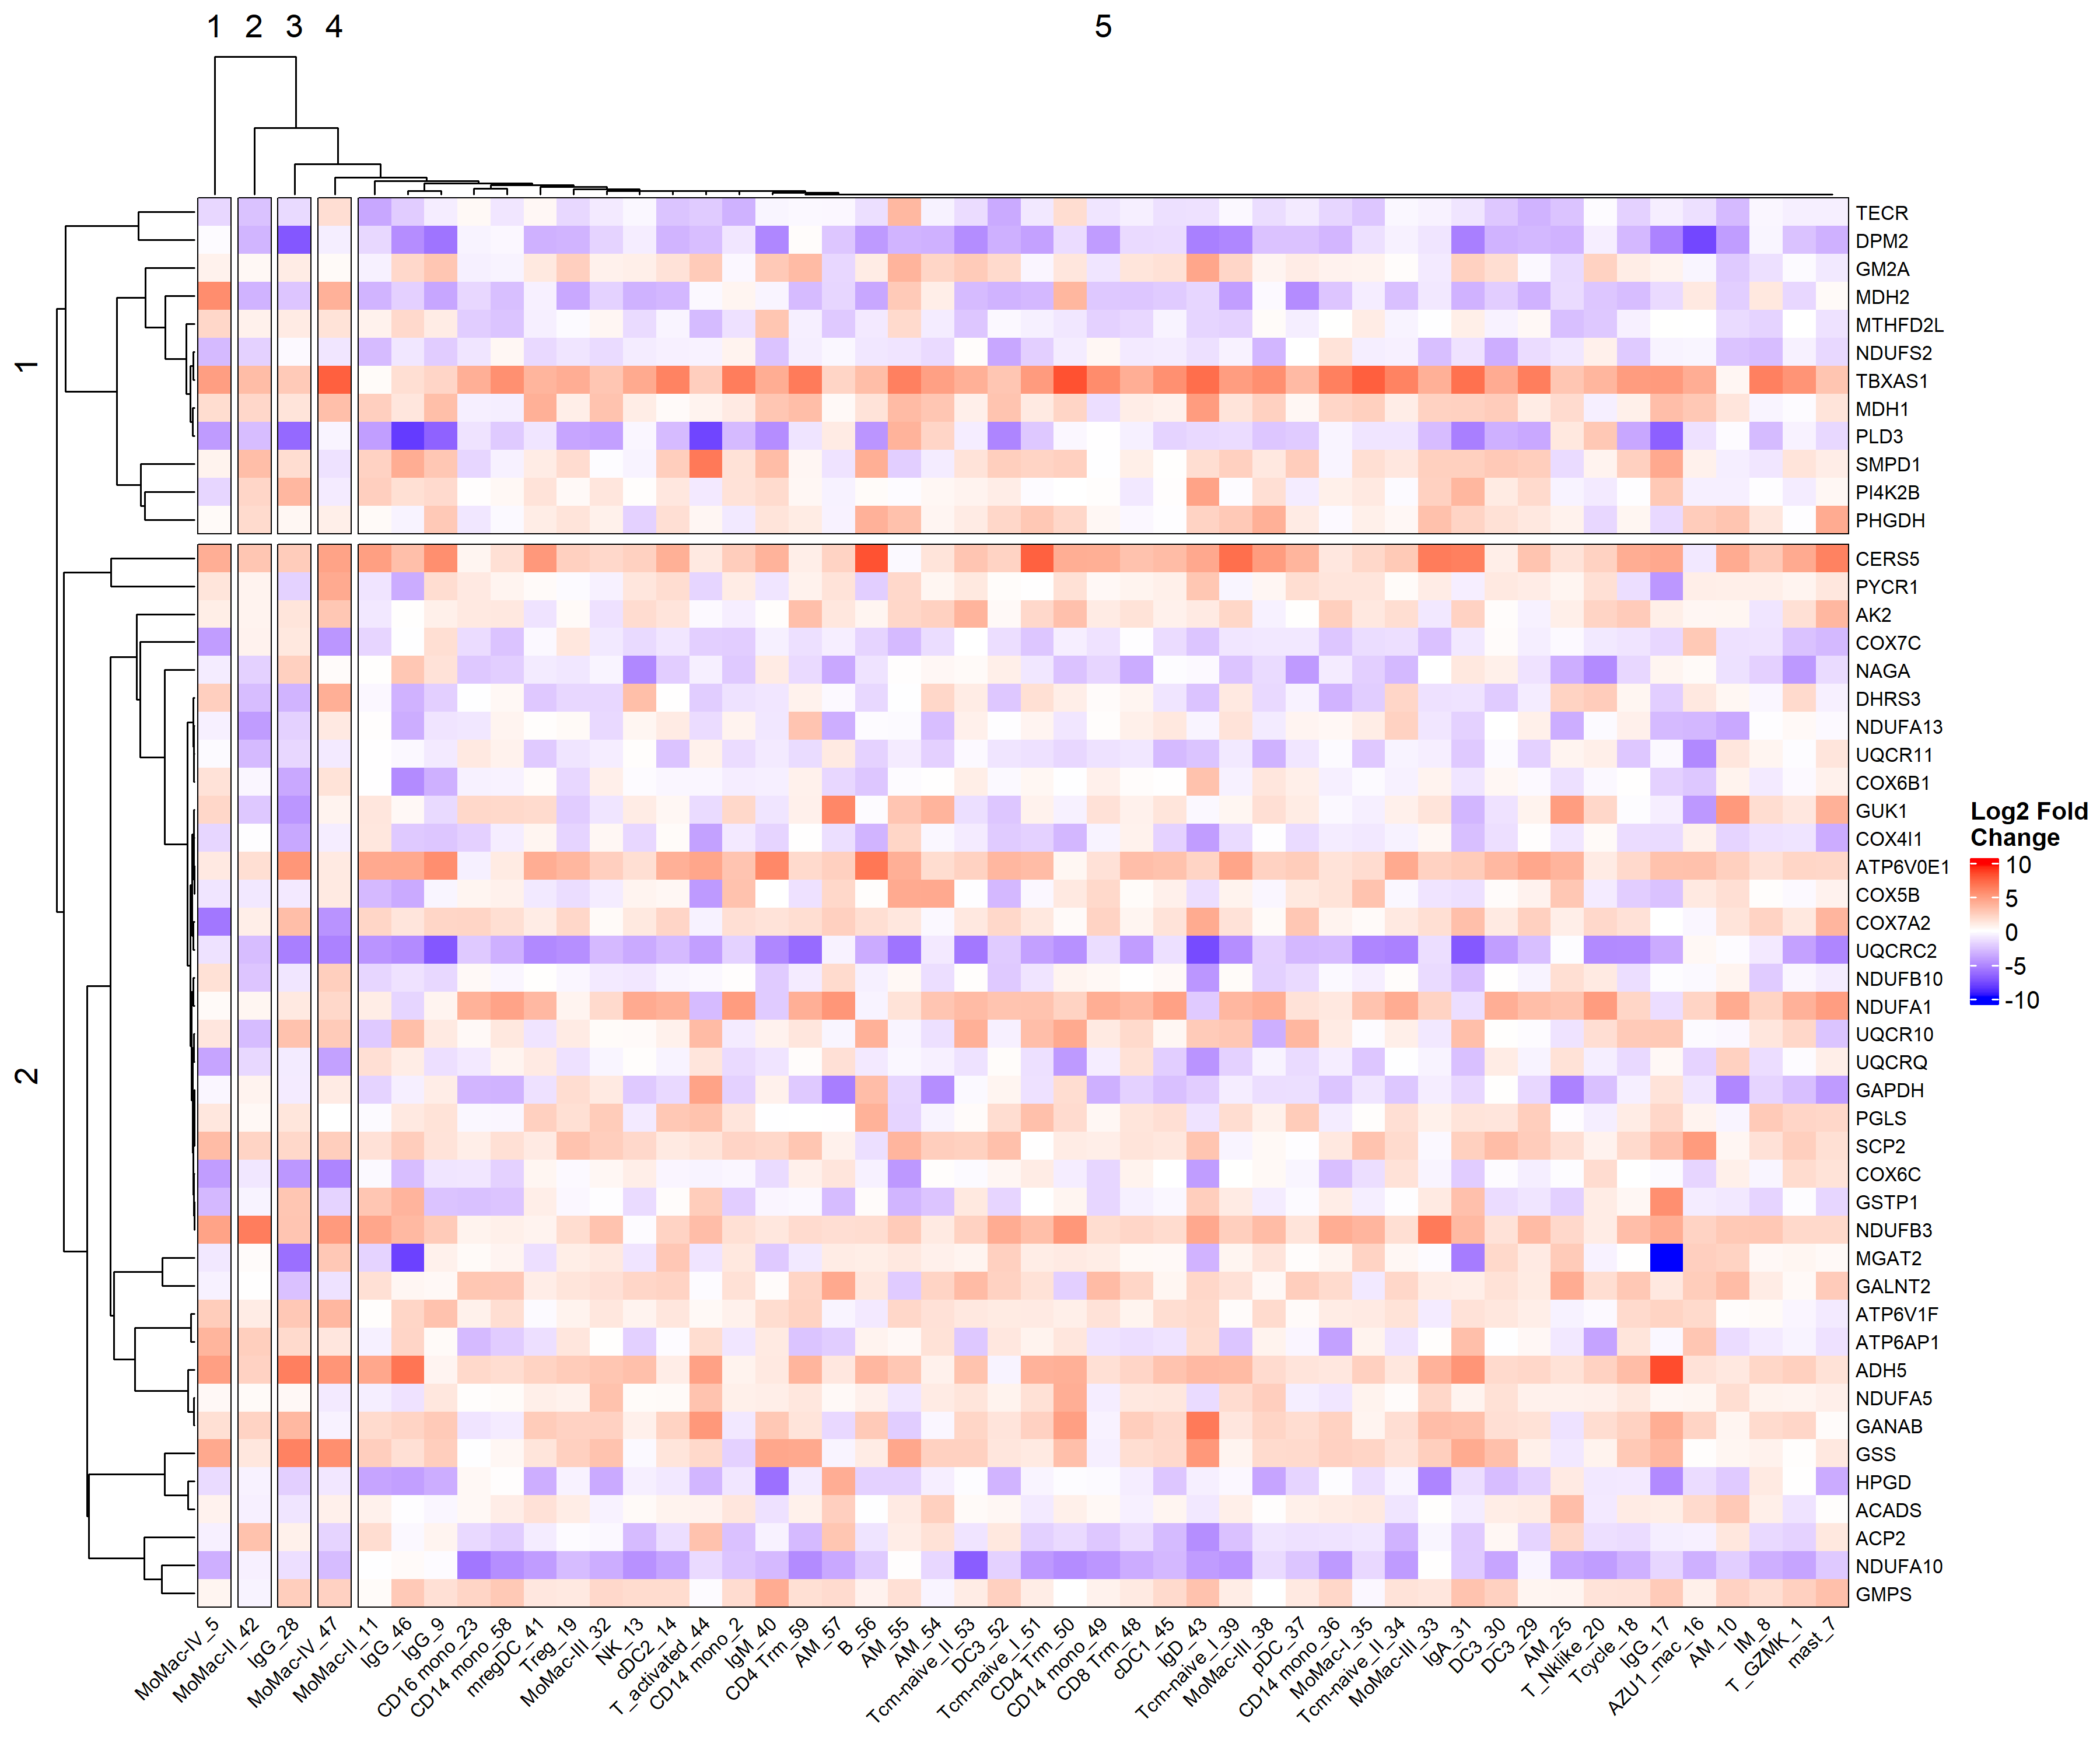 1 2 3 4 5
1
2
TECR
DPM2
GM2A
MDH2
MTHFD2L
NDUFS2
TBXAS1
MDH1
PLD3
SMPD1
PI4K2B
PHGDH
CERS5
PYCR1
AK2
COX7C
NAGA
DHRS3
NDUFA13
UQCR11
COX6B1
GUK1
COX4I1
ATP6V0E1
COX5B
COX7A2
UQCRC2
NDUFB10
NDUFA1
UQCR10
UQCRQ
GAPDH
PGLS
SCP2
COX6C
GSTP1
NDUFB3
MGAT2
GALNT2
ATP6V1F
ATP6AP1
ADH5
NDUFA5
GANAB
GSS
HPGD
ACADS
ACP2
NDUFA10
GMPS
Log2 Fold
Change
10
5
0
-5
-10
MoMac-IV_5
MoMac-II_42
IgG_28
MoMac-IV_47
MoMac-II_11
IgG_46
IgG_9
CD16 mono_23
CD14 mono_58
mregDC_41
Treg_19
MoMac-III_32
NK_13
cDC2_14
T_activated_44
CD14 mono_2
IgM_40
CD4 Trm_59
AM_57
B_56
AM_55
AM_54
Tcm-naive_II_53
DC3_52
Tcm-naive_I_51
CD4 Trm_50
CD14 mono_49
CD8 Trm_48
cDC1_45
IgD_43
Tcm-naive_I_39
MoMac-III_38
pDC_37
CD14 mono_36
MoMac-I_35
Tcm-naive_II_34
MoMac-III_33
IgA_31
DC3_30
DC3_29
AM_25
T_Nklike_20
Tcycle_18
IgG_17
AZU1_mac_16
AM_10
IM_8
T_GZMK_1
mast_7